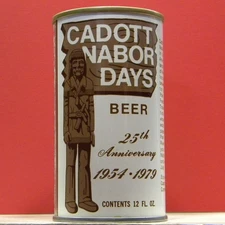 CADOTT
NABOR
DAYS
BEER
25th
Anniversary
1954 · 1979
CONTENTS 12 FL. OZ.